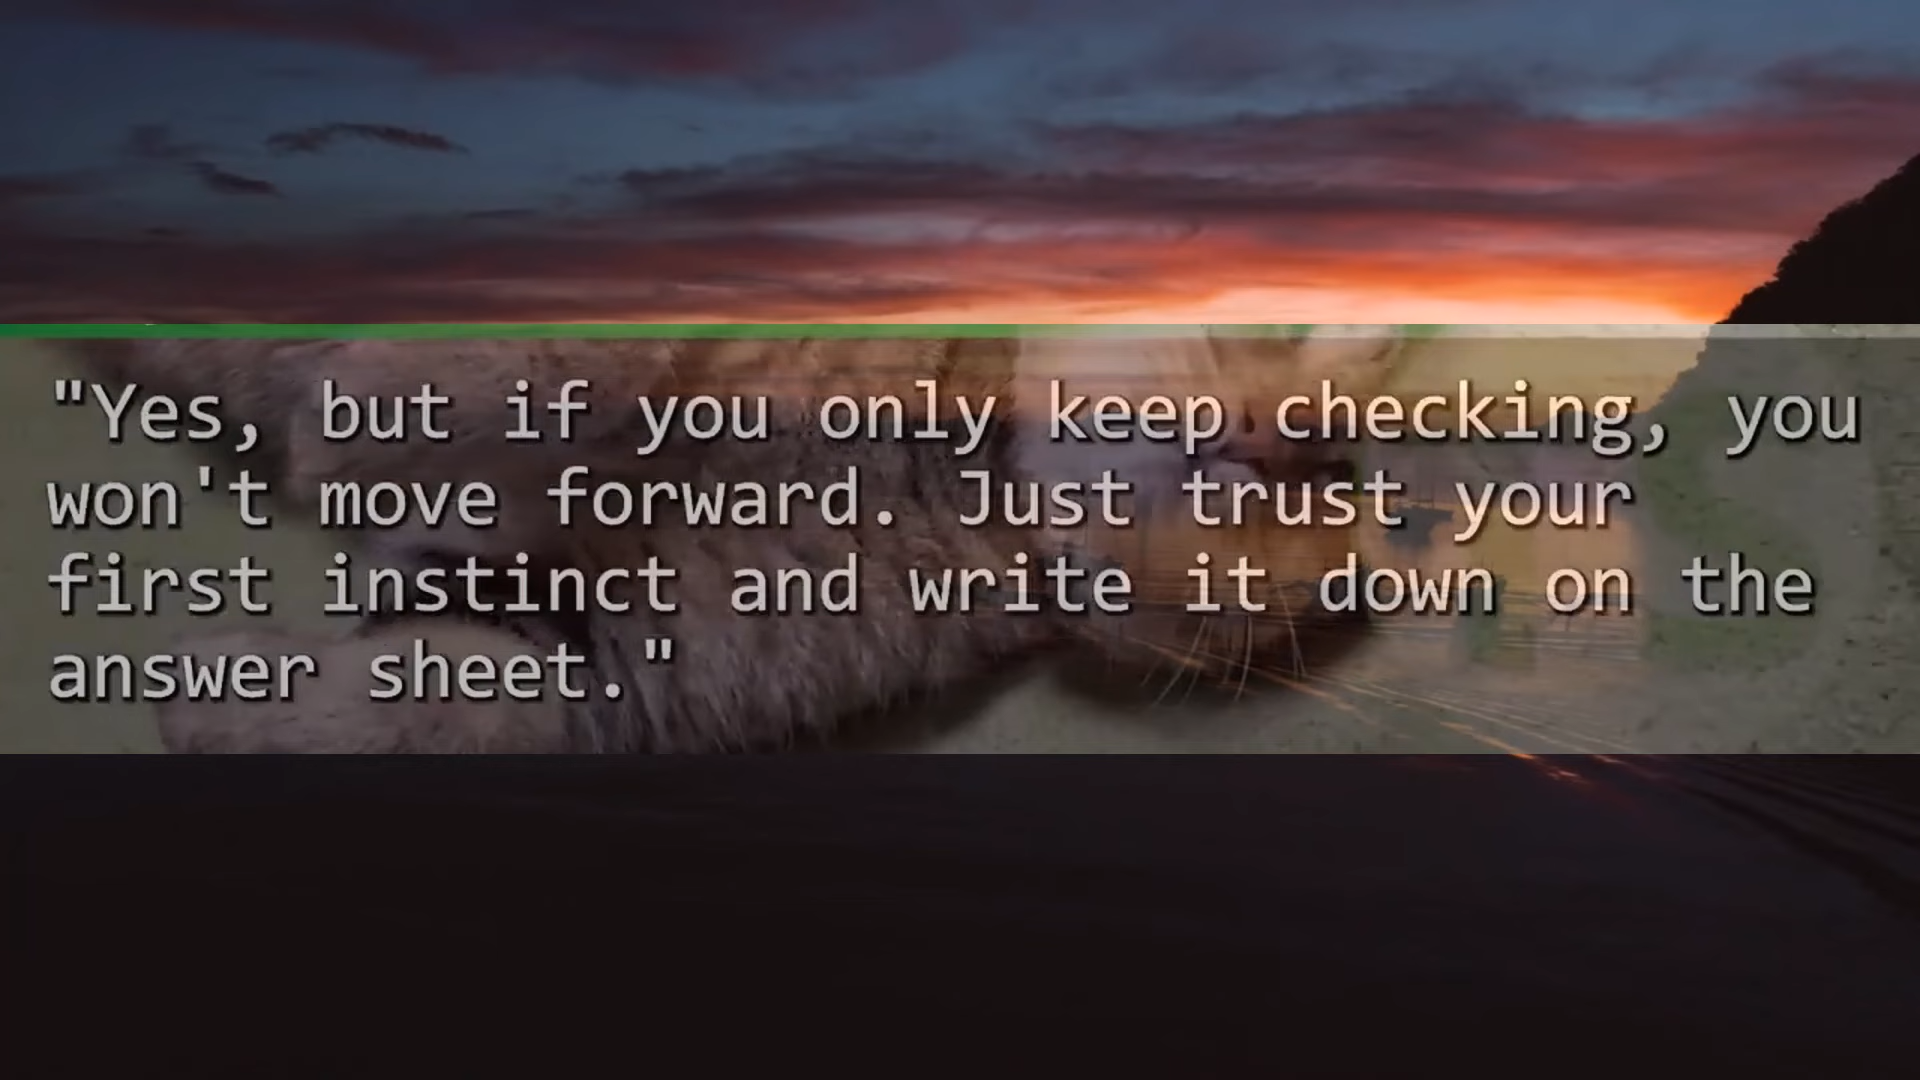 "Yes, but if you only keep checking, you
won't move forward. Just trust your
first instinct and write it down on the
answer sheet."